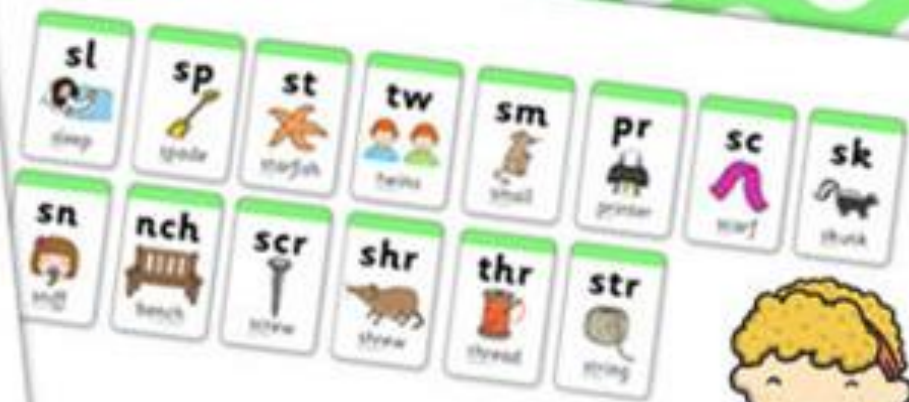 sl sp st tw sm pr sc sk
sleep spade starfish twins small printer scarf skunk
sn nch scr shr thr str
sniff bench screw shrew thread string